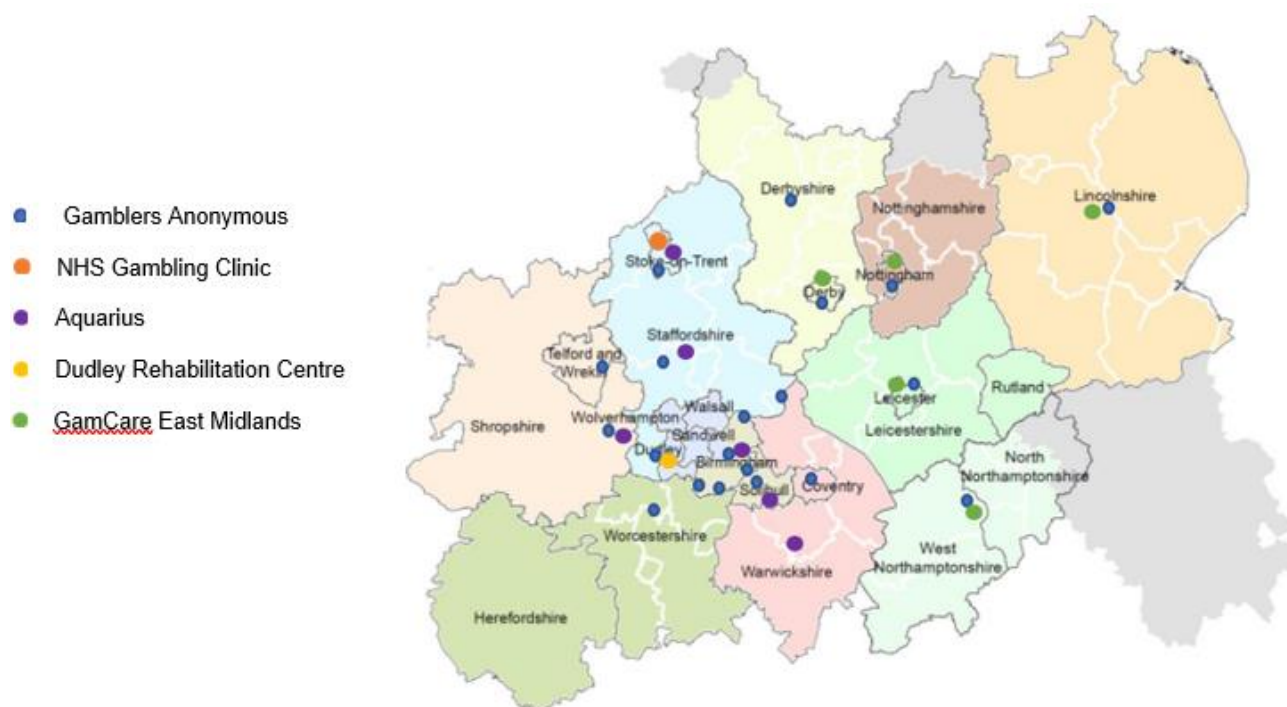 Gamblers Anonymous
NHS Gambling Clinic
Aquarius
Dudley Rehabilitation Centre
GamCare East Midlands
Derbyshire
Nottinghamshire
Lincolnshire
Stoke-on-Trent
Nottingham
Derby
Staffordshire
Telford and
Wrekin
Leicester
Rutland
Walsall
Wolverhampton
Shropshire
Sandwell
Leicestershire
Dudley
Birmingham
North
Northamptonshire
Solihull
Coventry
Worcestershire
West
Northamptonshire
Warwickshire
Herefordshire